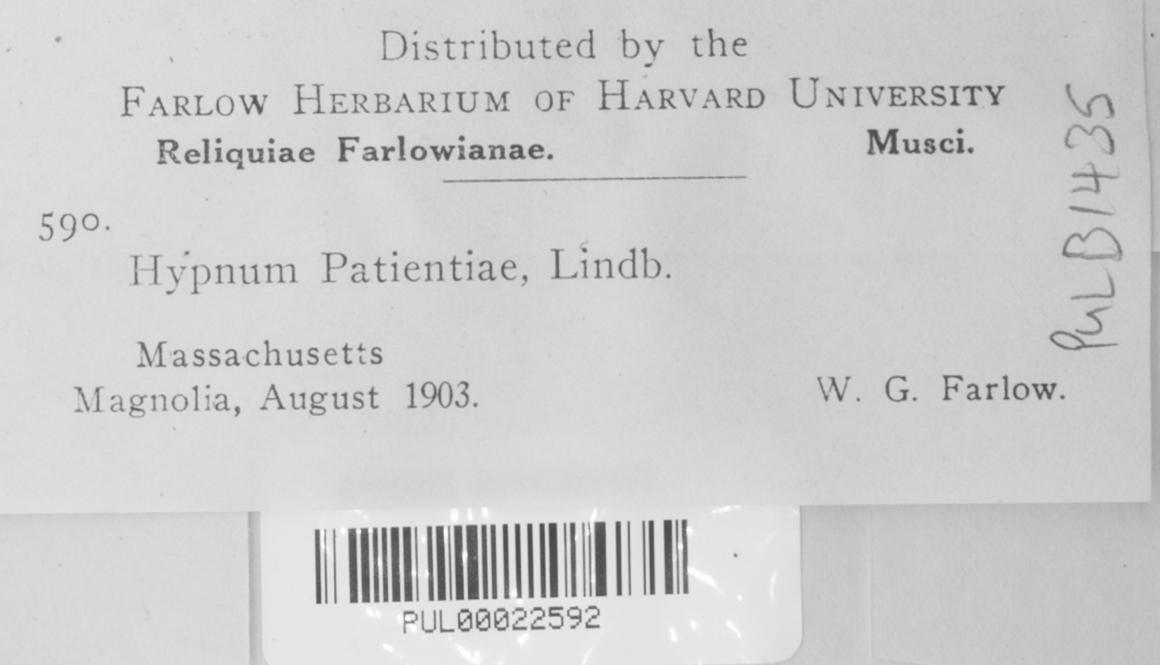 Distributed by the
FARLOW HERBARIUM OF HARVARD UNIVERSITY
Reliquiae Farlowianae. Musci.
590.
Hypnum Patientiae, Lindb.
Massachusetts
Magnolia, August 1903. W. G. Farlow.
PULB1435
PUL00022592